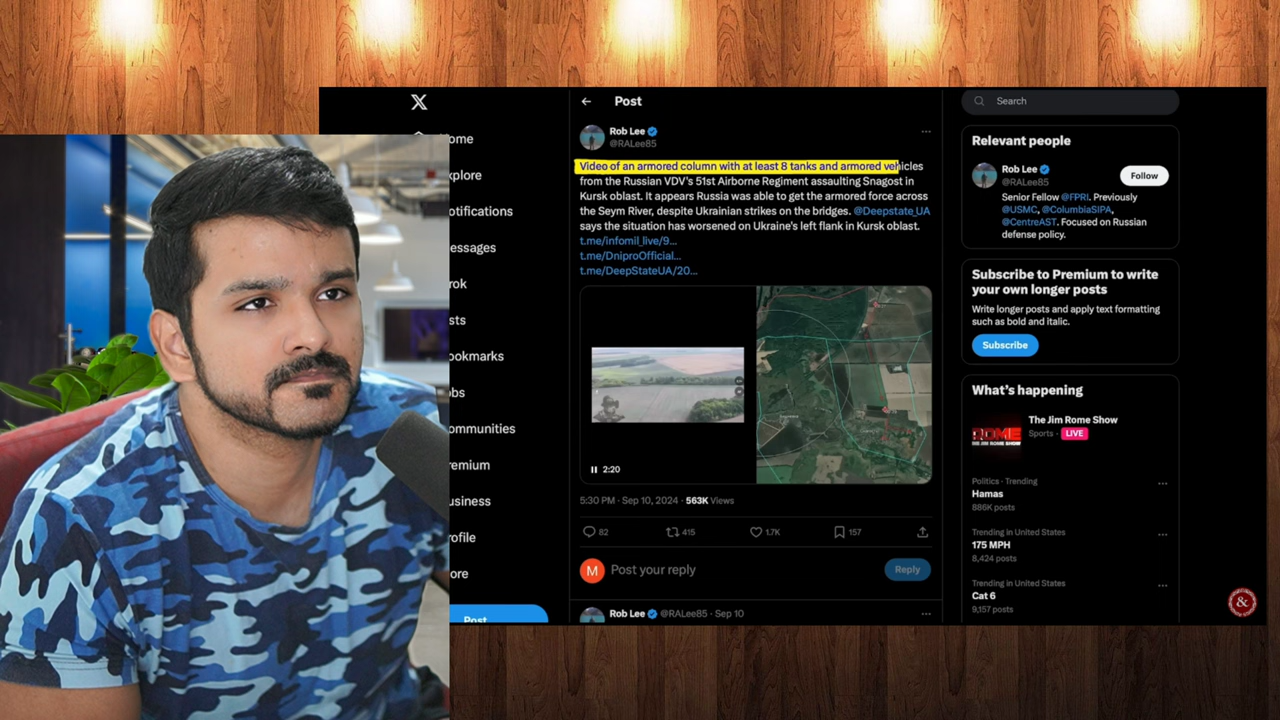 Post
Search
Rob Lee
@RALee85
Video of an armored column with at least 8 tanks and armored vehicles
from the Russian VDV's 51st Airborne Regiment assaulting Snagost in
Kursk oblast. It appears Russia was able to get the armored force across
the Seym River, despite Ukrainian strikes on the bridges. @Deepstate_UA
says the situation has worsened on Ukraine's left flank in Kursk oblast.
t.me/infomil_live/9...
t.me/DniproOfficial...
t.me/DeepStateUA/20...
2:20
5:30 PM · Sep 10, 2024 · 563K Views
82
415
1.7K
157
M
Post your reply
Reply
Rob Lee @RALee85 · Sep 10
ome
xplore
otifications
essages
rok
sts
ookmarks
obs
ommunities
remium
usiness
rofile
ore
Post
Relevant people
Rob Lee
@RALee85
Follow
Senior Fellow @FPRI. Previously
@USMC, @ColumbiaSIPA,
@CentreAST. Focused on Russian
defense policy.
Subscribe to Premium to write
your own longer posts
Write longer posts and apply text formatting
such as bold and italic.
Subscribe
What's happening
ROME
THE JIM ROME SHOW
The Jim Rome Show
Sports · LIVE
Politics · Trending
Hamas
886K posts
Trending in United States
175 MPH
8,424 posts
Trending in United States
Cat 6
9,157 posts
&